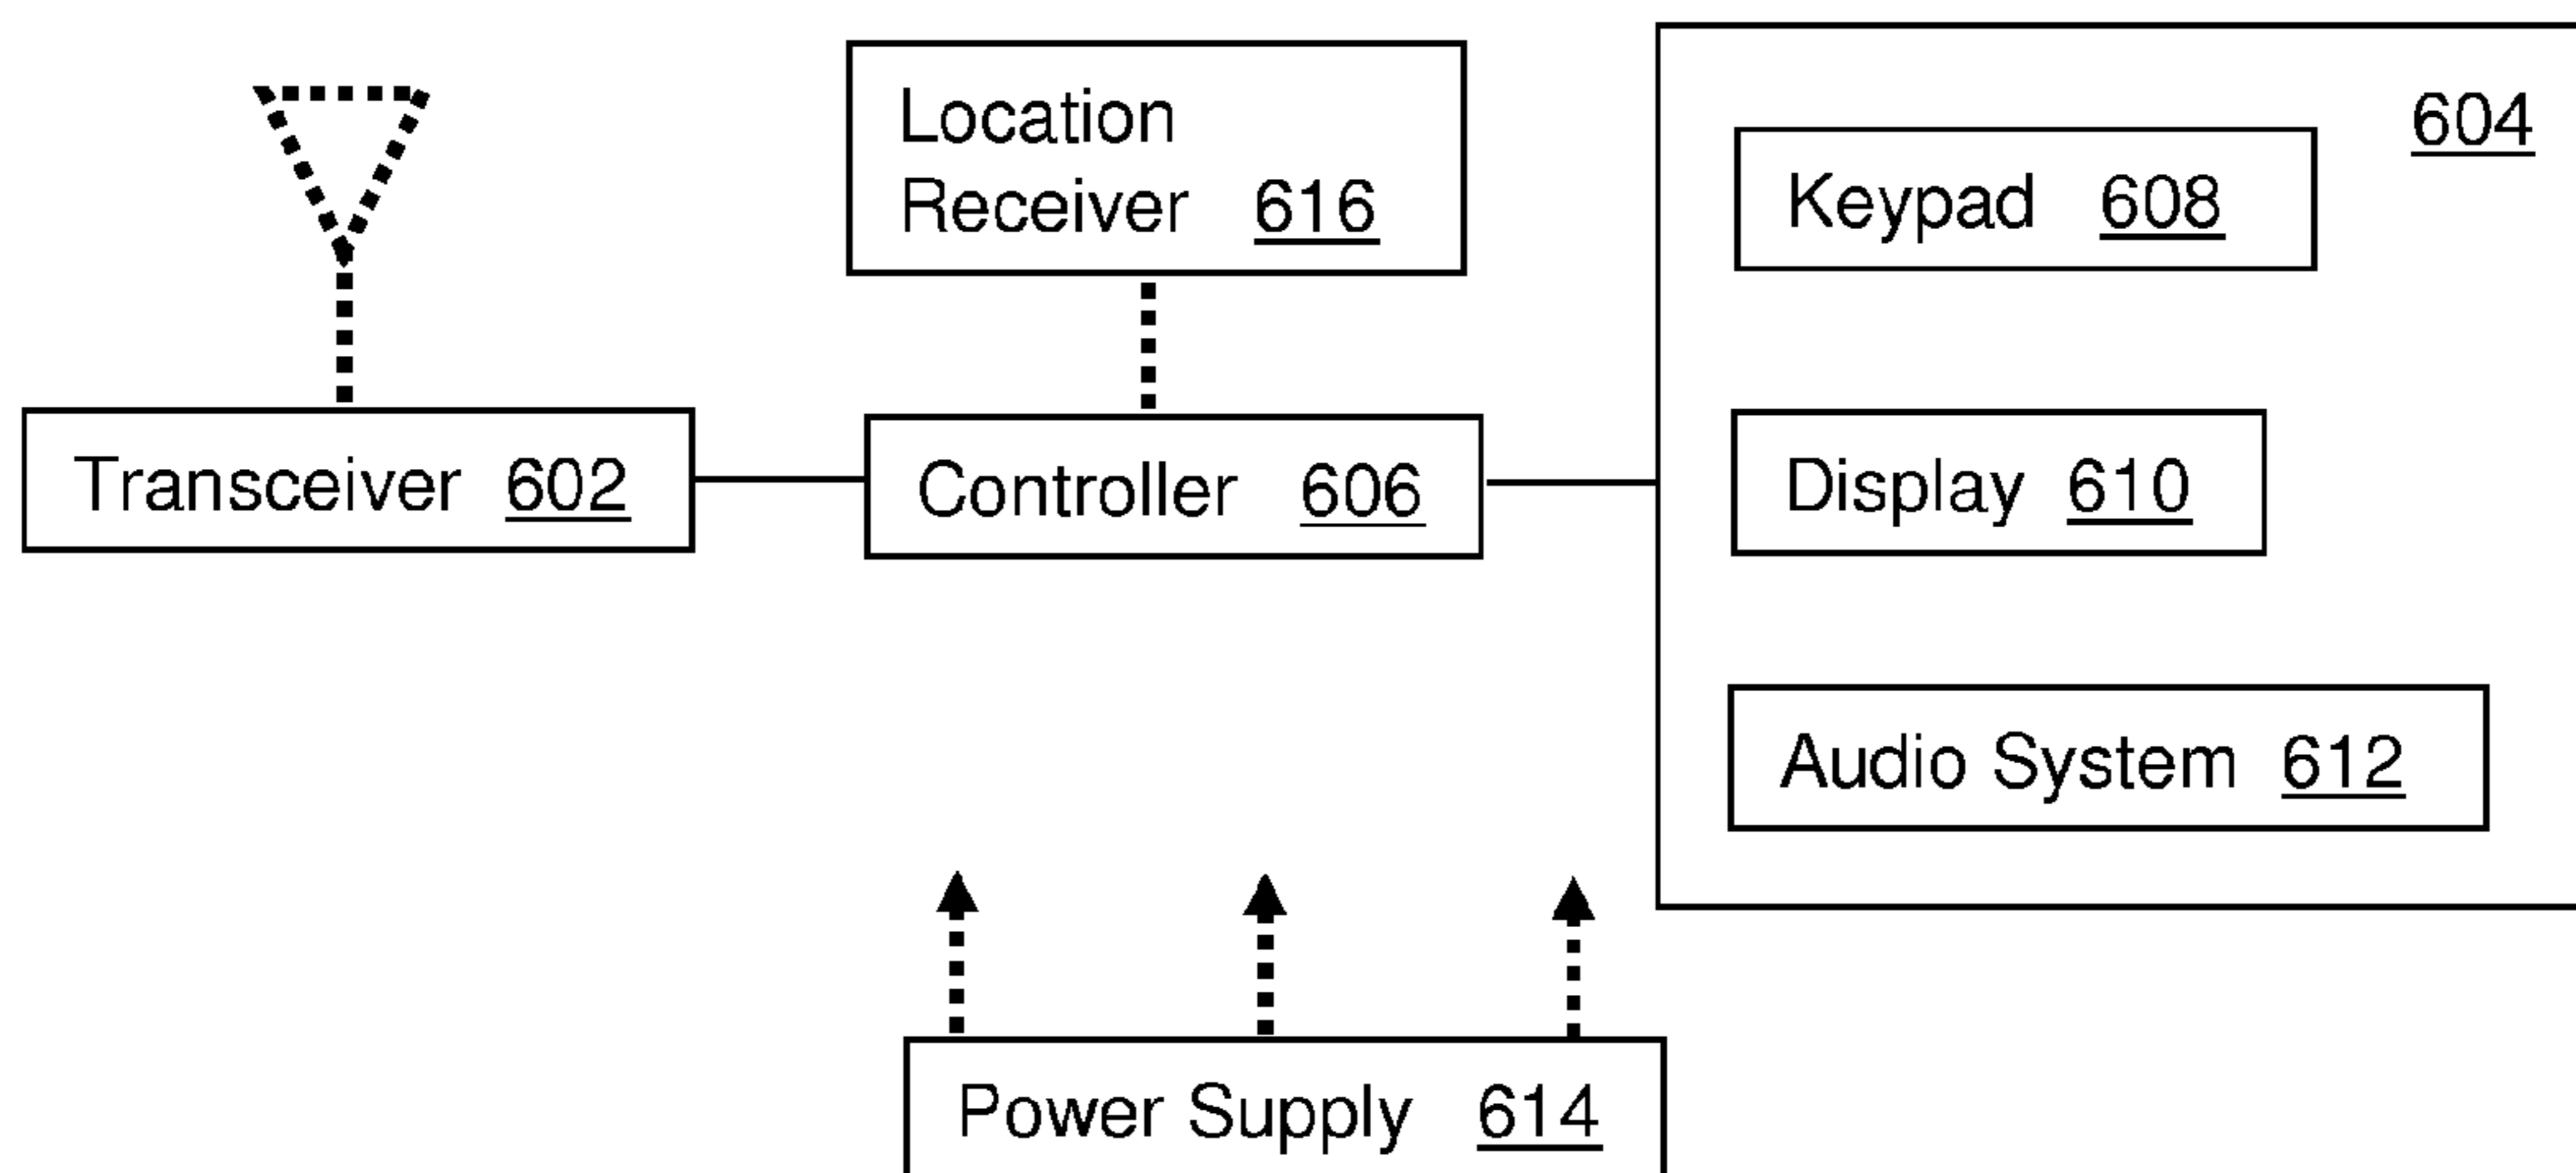 Location
Receiver 616
604
Keypad 608
Transceiver 602
Controller 606
Display 610
Audio System 612
Power Supply 614